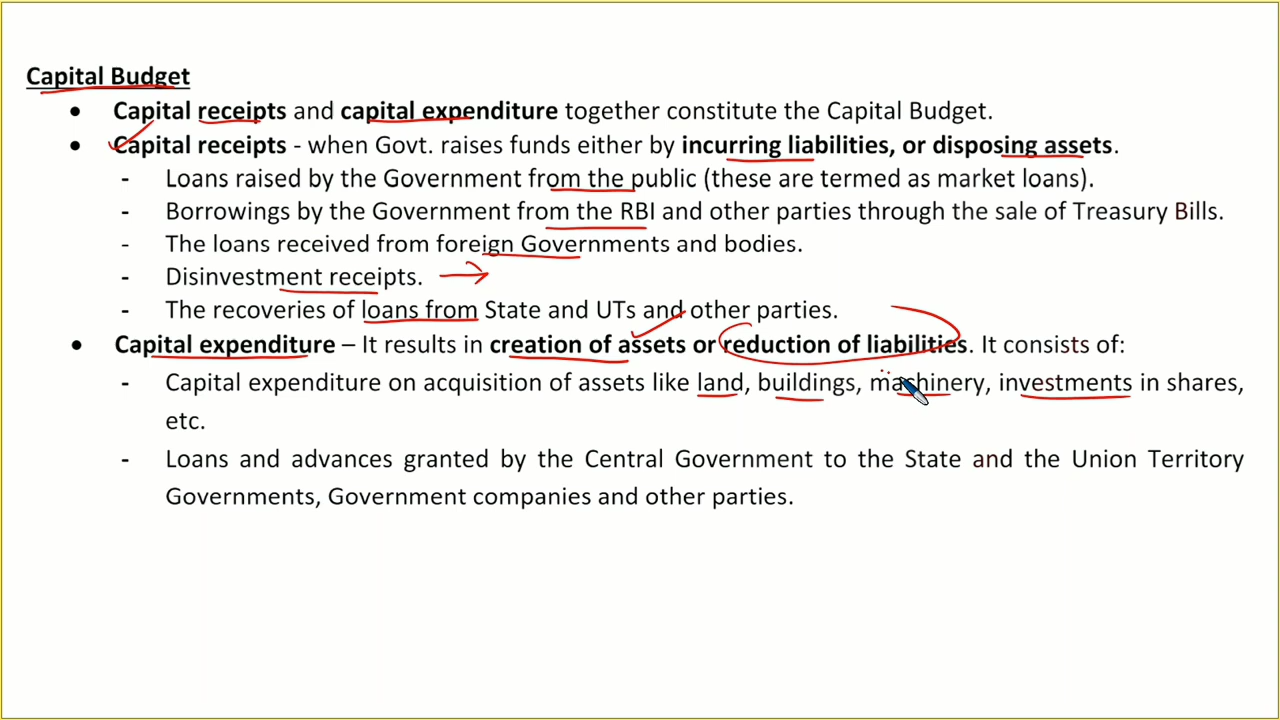 Capital Budget
• Capital receipts and capital expenditure together constitute the Capital Budget.
• Capital receipts - when Govt. raises funds either by incurring liabilities, or disposing assets.
- Loans raised by the Government from the public (these are termed as market loans).
- Borrowings by the Government from the RBI and other parties through the sale of Treasury Bills.
- The loans received from foreign Governments and bodies.
- Disinvestment receipts.
- The recoveries of loans from State and UTs and other parties.
• Capital expenditure – It results in creation of assets or reduction of liabilities. It consists of:
- Capital expenditure on acquisition of assets like land, buildings, machinery, investments in shares,
etc.
- Loans and advances granted by the Central Government to the State and the Union Territory
Governments, Government companies and other parties.